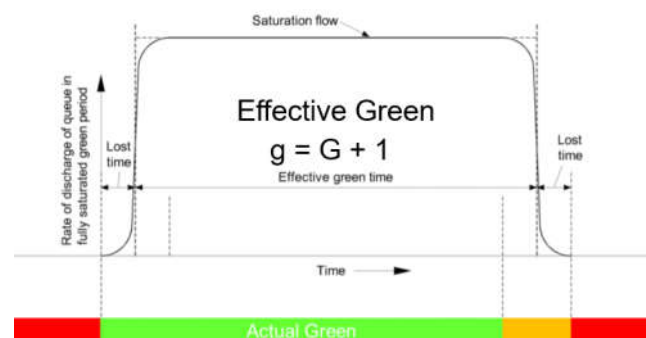 Saturation flow
Rate of discharge of queue in
fully saturated green period
Effective Green
g = G + 1
Lost
time
Effective green time
Lost
time
Time
Actual Green